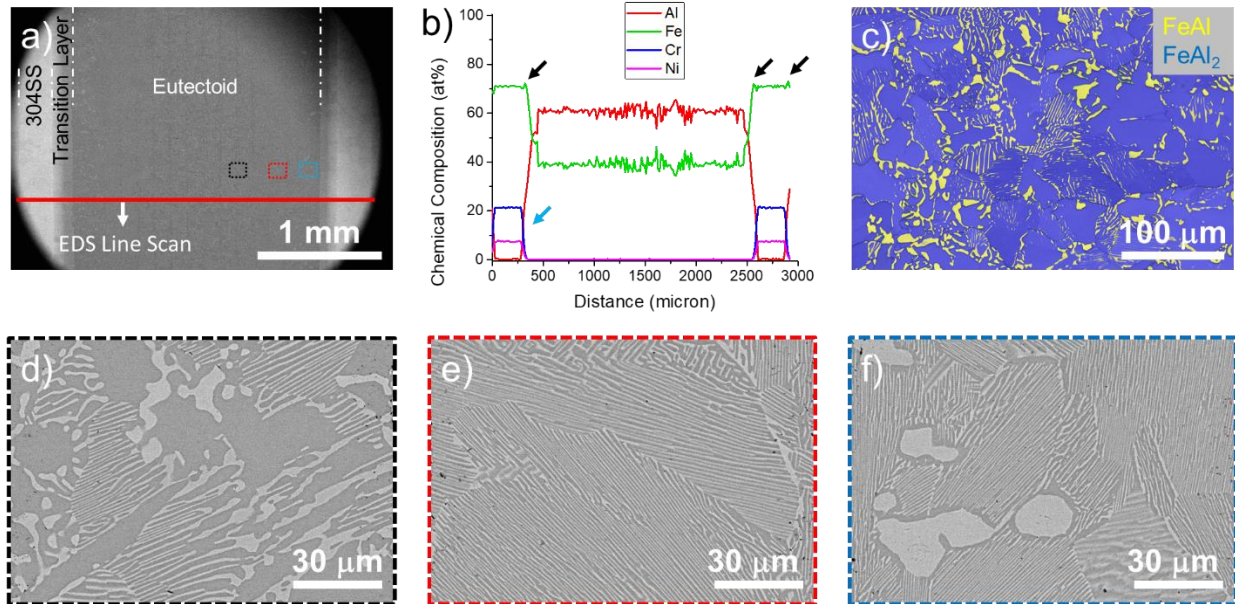 a)
304SS
Transition Layer
Eutectoid
EDS Line Scan
1 mm
b)
Al
Fe
Cr
Ni
Chemical Composition (at%)
100
80
60
40
20
0
0
500
1000
1500
2000
2500
3000
Distance (micron)
c)
FeAl
FeAl₂
100 μm
d)
30 μm
e)
30 μm
f)
30 μm